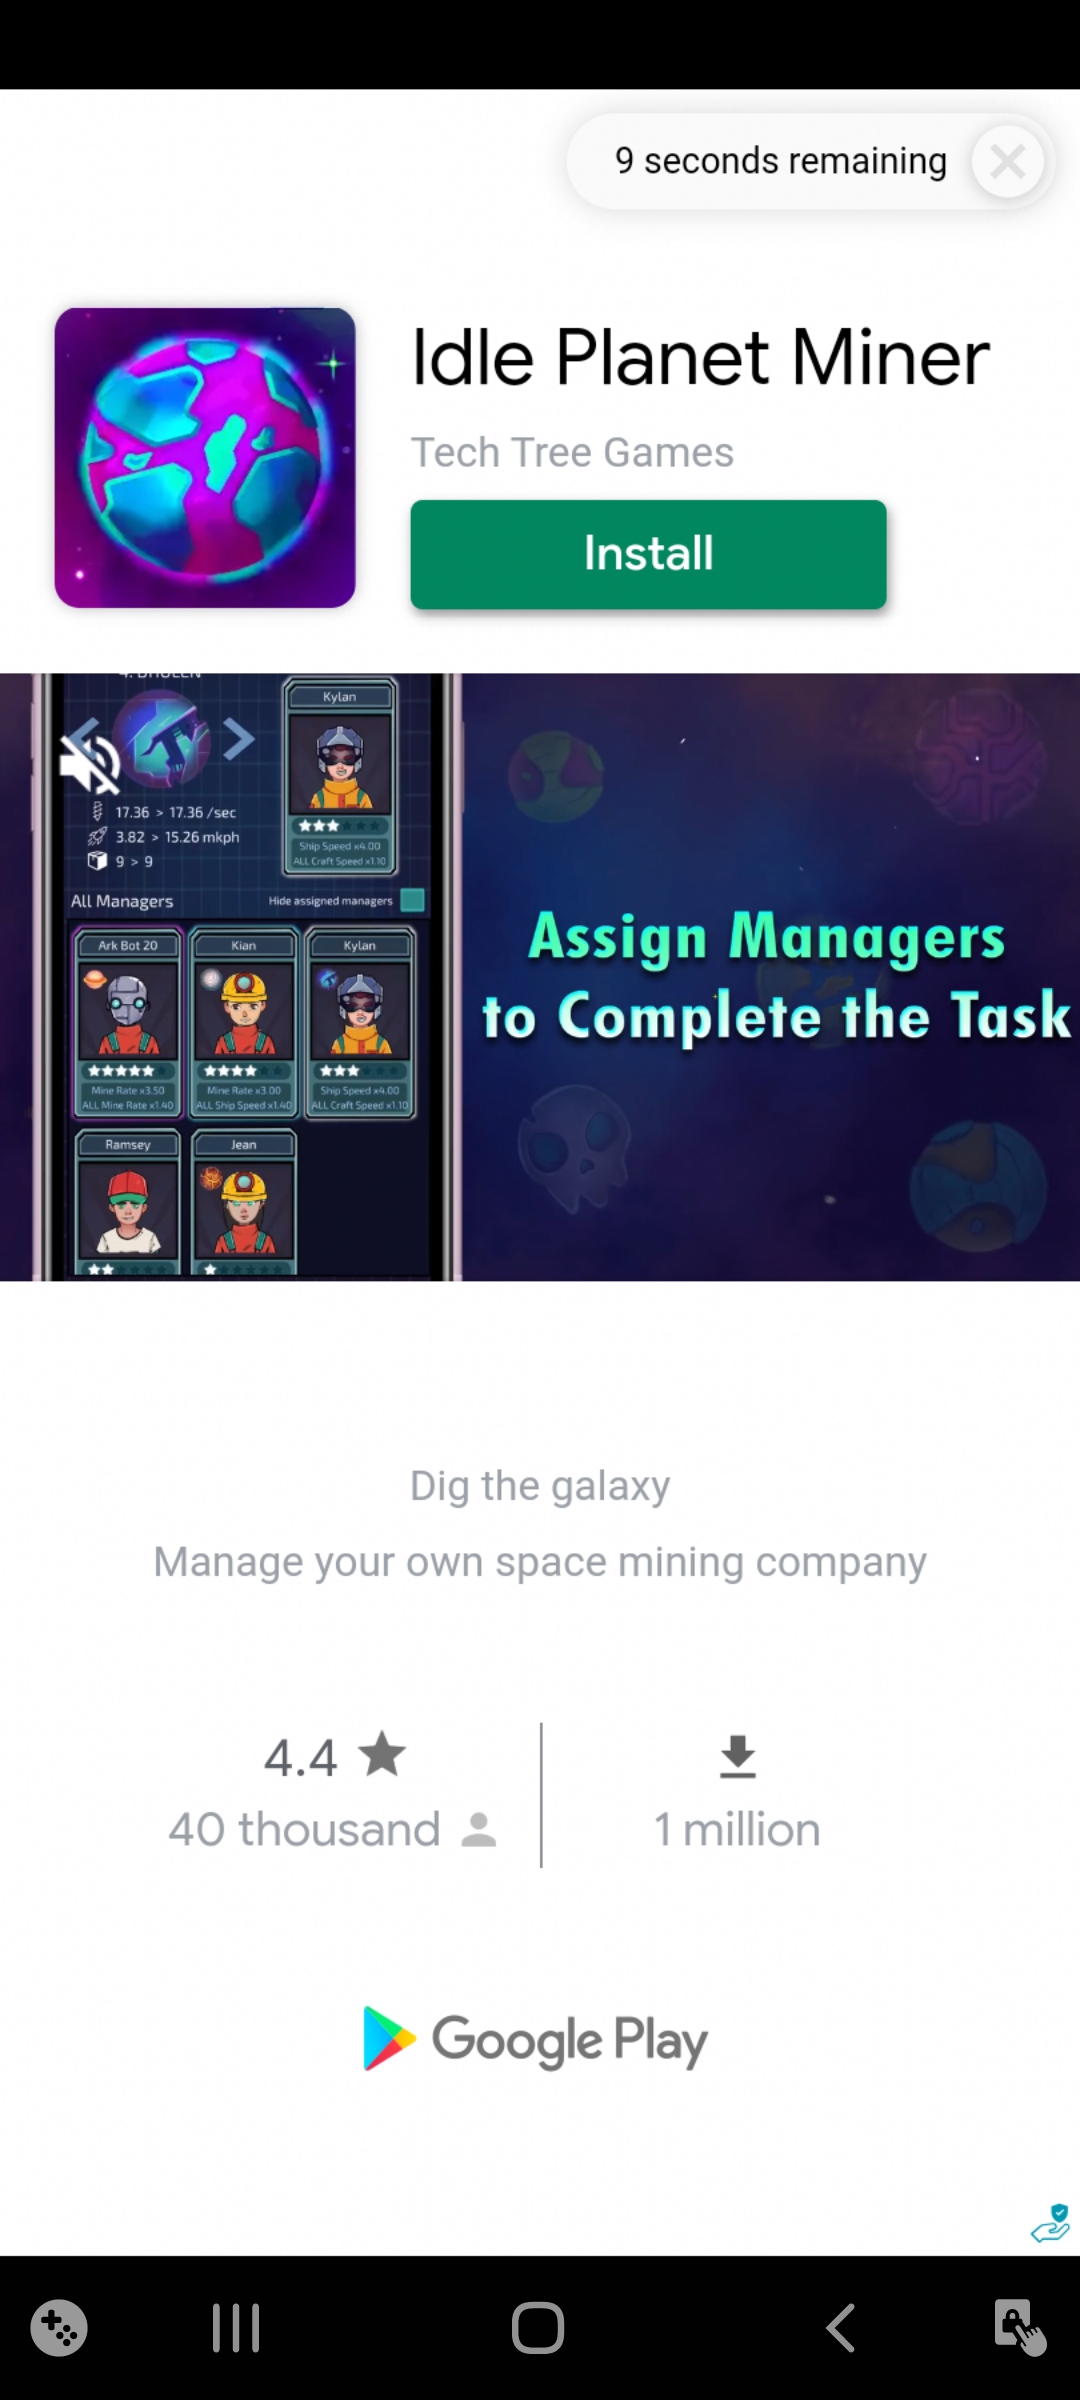 9 seconds remaining
Idle Planet Miner
Tech Tree Games
Install
Kylan
17.36 > 17.36 /sec
3.82 > 15.26 mkph
9 > 9
Ship Speed x4.00
ALL Craft Speed x1.10
All Managers
Hide assigned managers
Ark Bot 20
Kian
Kylan
Mine Rate x3.50
ALL Mine Rate x1.40
Mine Rate x3.00
ALL Ship Speed x1.40
Ship Speed x4.00
ALL Craft Speed x1.10
Ramsey
Jean
Assign Managers
to Complete the Task
Dig the galaxy
Manage your own space mining company
4.4
40 thousand
1 million
Google Play